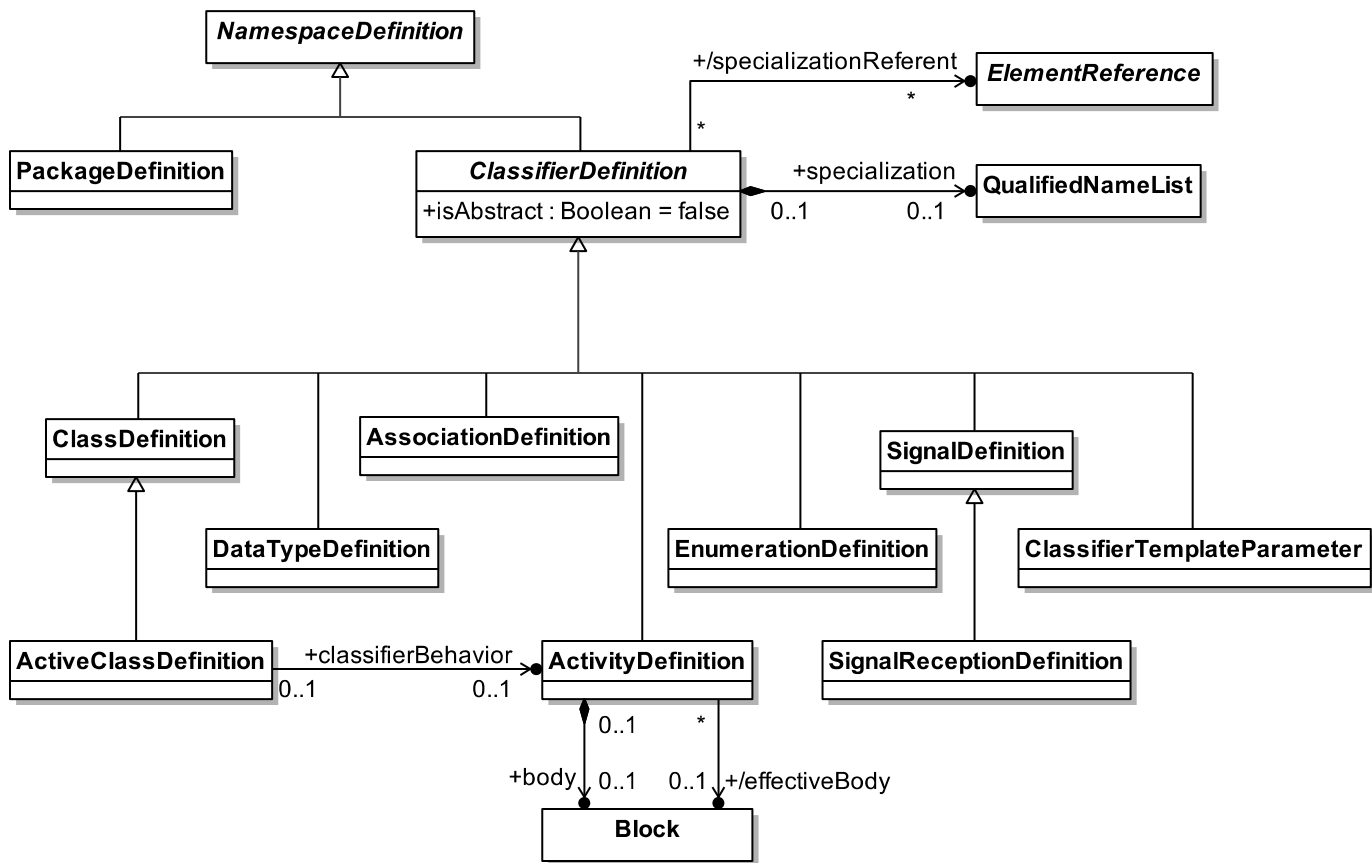 NamespaceDefinition
+/specializationReferent
ElementReference
*
*
PackageDefinition
ClassifierDefinition
+isAbstract : Boolean = false
+specialization
0..1
0..1
QualifiedNameList
ClassDefinition
AssociationDefinition
SignalDefinition
DataTypeDefinition
EnumerationDefinition
ClassifierTemplateParameter
ActiveClassDefinition
+classifierBehavior
0..1
0..1
ActivityDefinition
SignalReceptionDefinition
0..1
*
+body
0..1
0..1
+/effectiveBody
Block